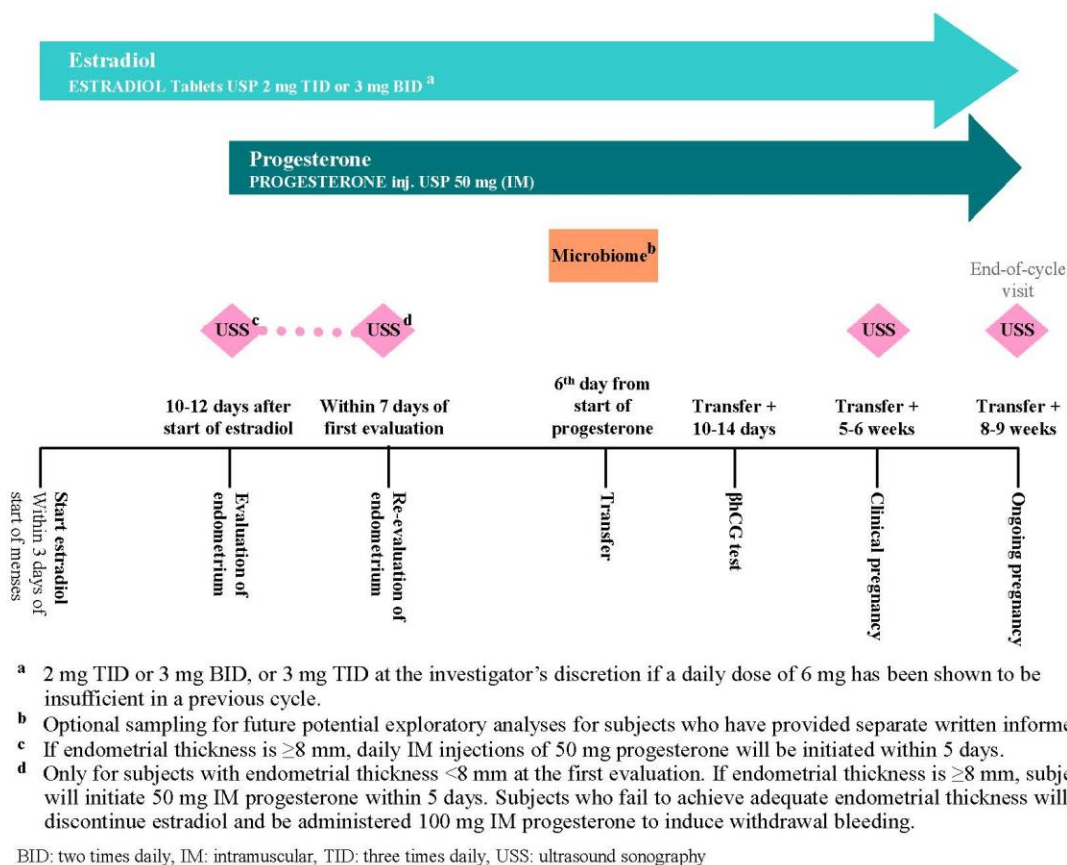 Estradiol
ESTRADIOL Tablets USP 2 mg TID or 3 mg BID a
Progesterone
PROGESTERONE inj. USP 50 mg (IM)
Microbiome b
End-of-cycle
visit
USS c
USS d
USS
USS
10-12 days after
start of estradiol
Within 7 days of
first evaluation
6th day from
start of
progesterone
Transfer +
10-14 days
Transfer +
5-6 weeks
Transfer +
8-9 weeks
Start estradiol
Within 3 days of
start of menses
Evaluation of
endometrium
Re-evaluation of
endometrium
Transfer
βhCG test
Clinical pregnancy
Ongoing pregnancy
a 2 mg TID or 3 mg BID, or 3 mg TID at the investigator's discretion if a daily dose of 6 mg has been shown to be
insufficient in a previous cycle.
b Optional sampling for future potential exploratory analyses for subjects who have provided separate written informe
c If endometrial thickness is ≥8 mm, daily IM injections of 50 mg progesterone will be initiated within 5 days.
d Only for subjects with endometrial thickness <8 mm at the first evaluation. If endometrial thickness is ≥8 mm, subje
will initiate 50 mg IM progesterone within 5 days. Subjects who fail to achieve adequate endometrial thickness will
discontinue estradiol and be administered 100 mg IM progesterone to induce withdrawal bleeding.
BID: two times daily, IM: intramuscular, TID: three times daily, USS: ultrasound sonography